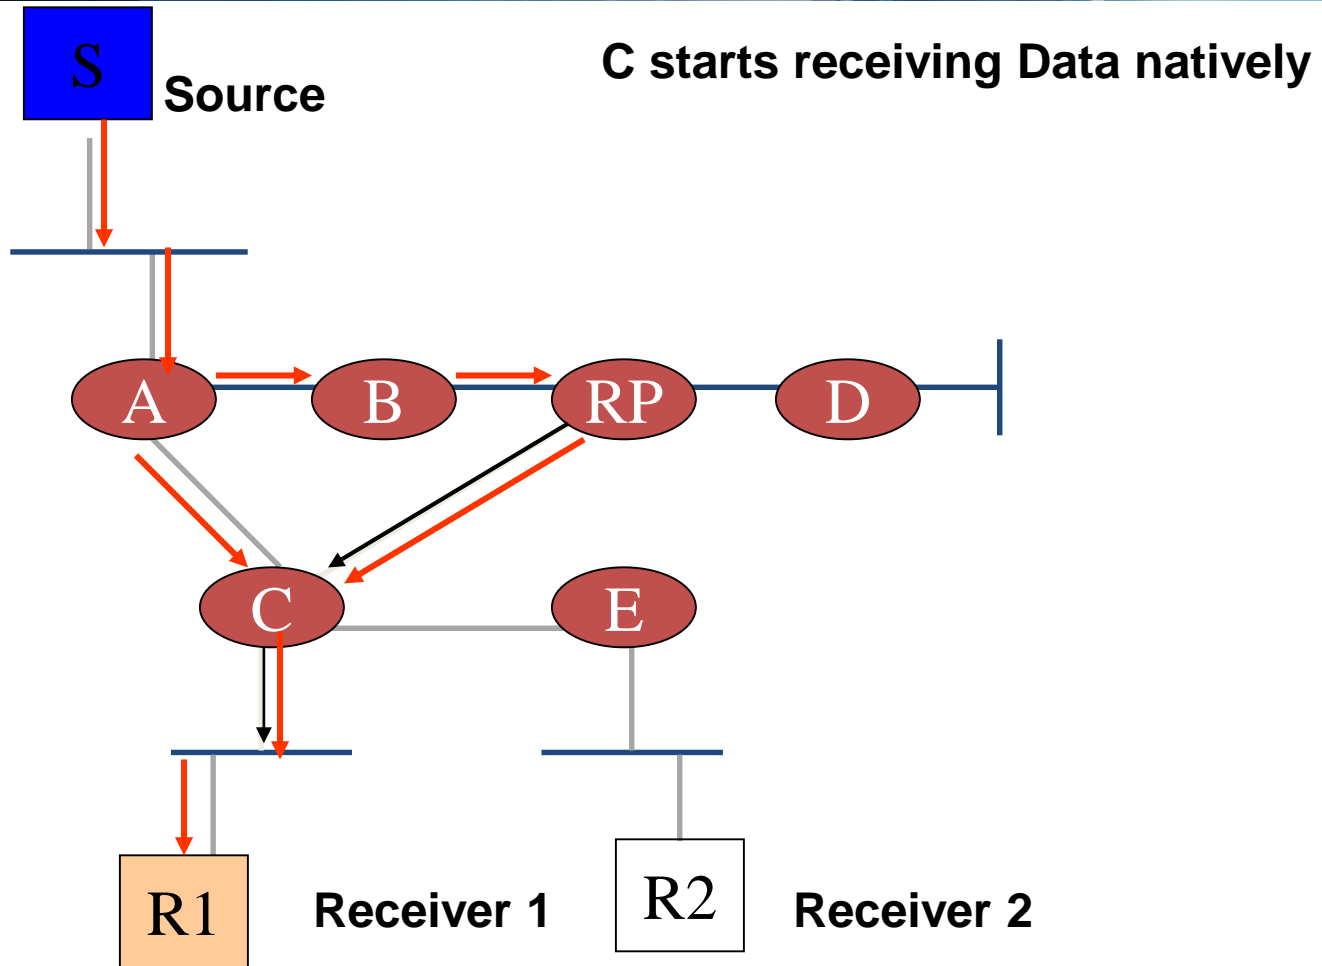 S
Source
C starts receiving Data natively
A
B
RP
D
C
E
R1
Receiver 1
R2
Receiver 2